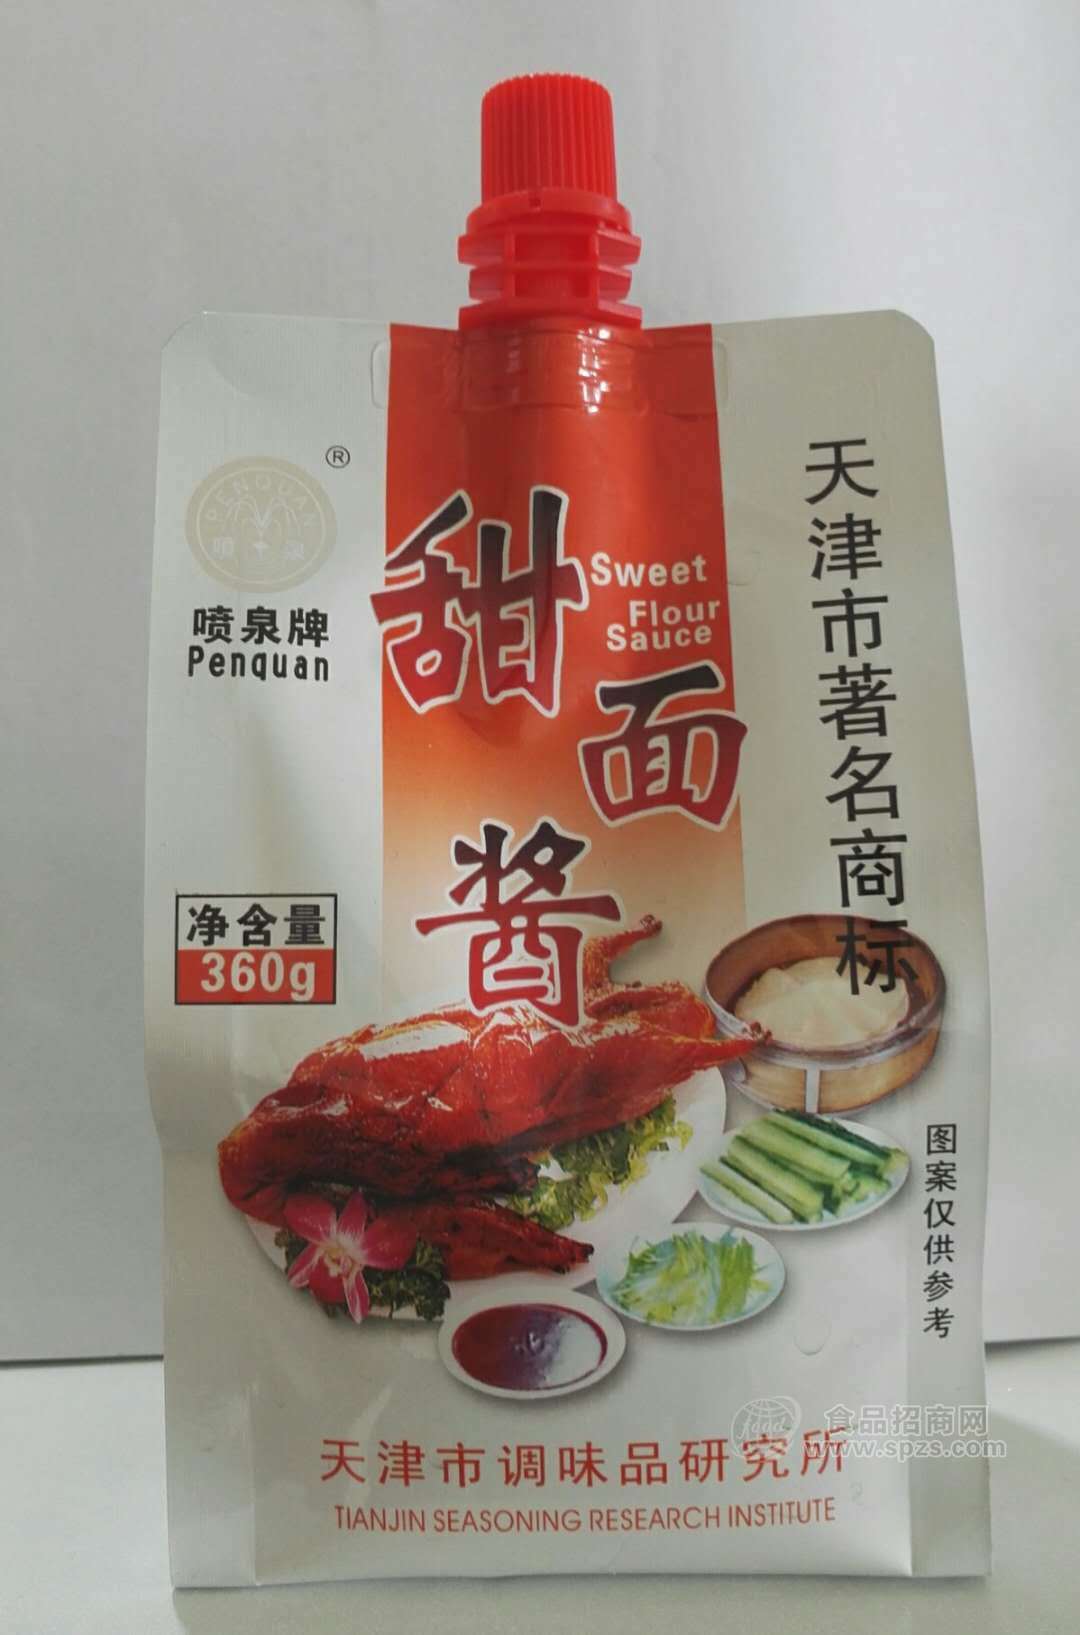 ®
PENQUAN
喷泉
喷泉牌
Penquan
甜面酱
Sweet
Flour
Sauce
天津市著名商标
净含量
360g
图案仅供参考
天津市调味品研究所
TIANJIN SEASONING RESEARCH INSTITUTE
food
食品招商网
www.spzs.com